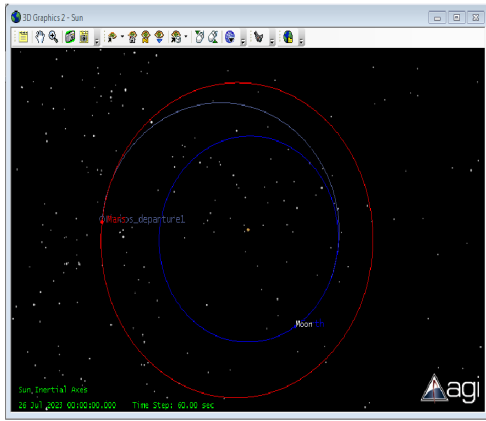 3D Graphics 2 - Sun
Moon
agi
Sun Inertial Axes
26 Jul 2023 00:00:00.000 Time Step: 60.00 sec